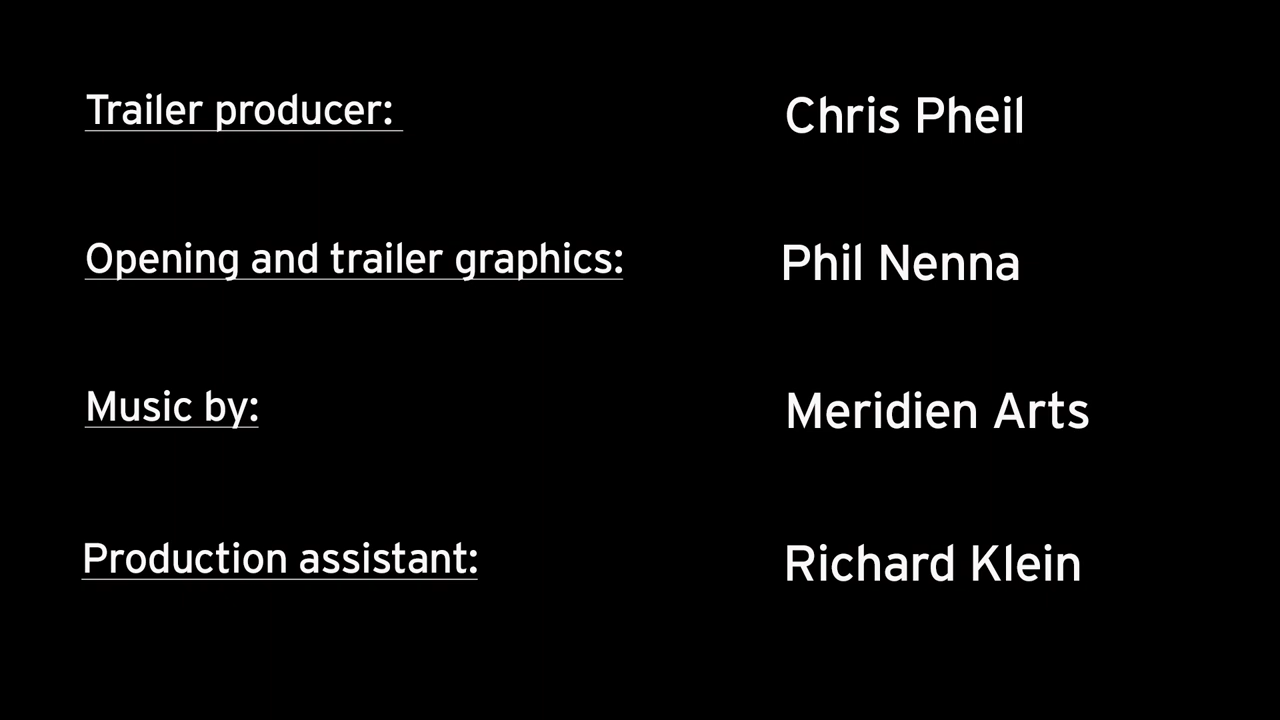 Trailer producer: Chris Pheil
Opening and trailer graphics: Phil Nenna
Music by: Meridien Arts
Production assistant: Richard Klein